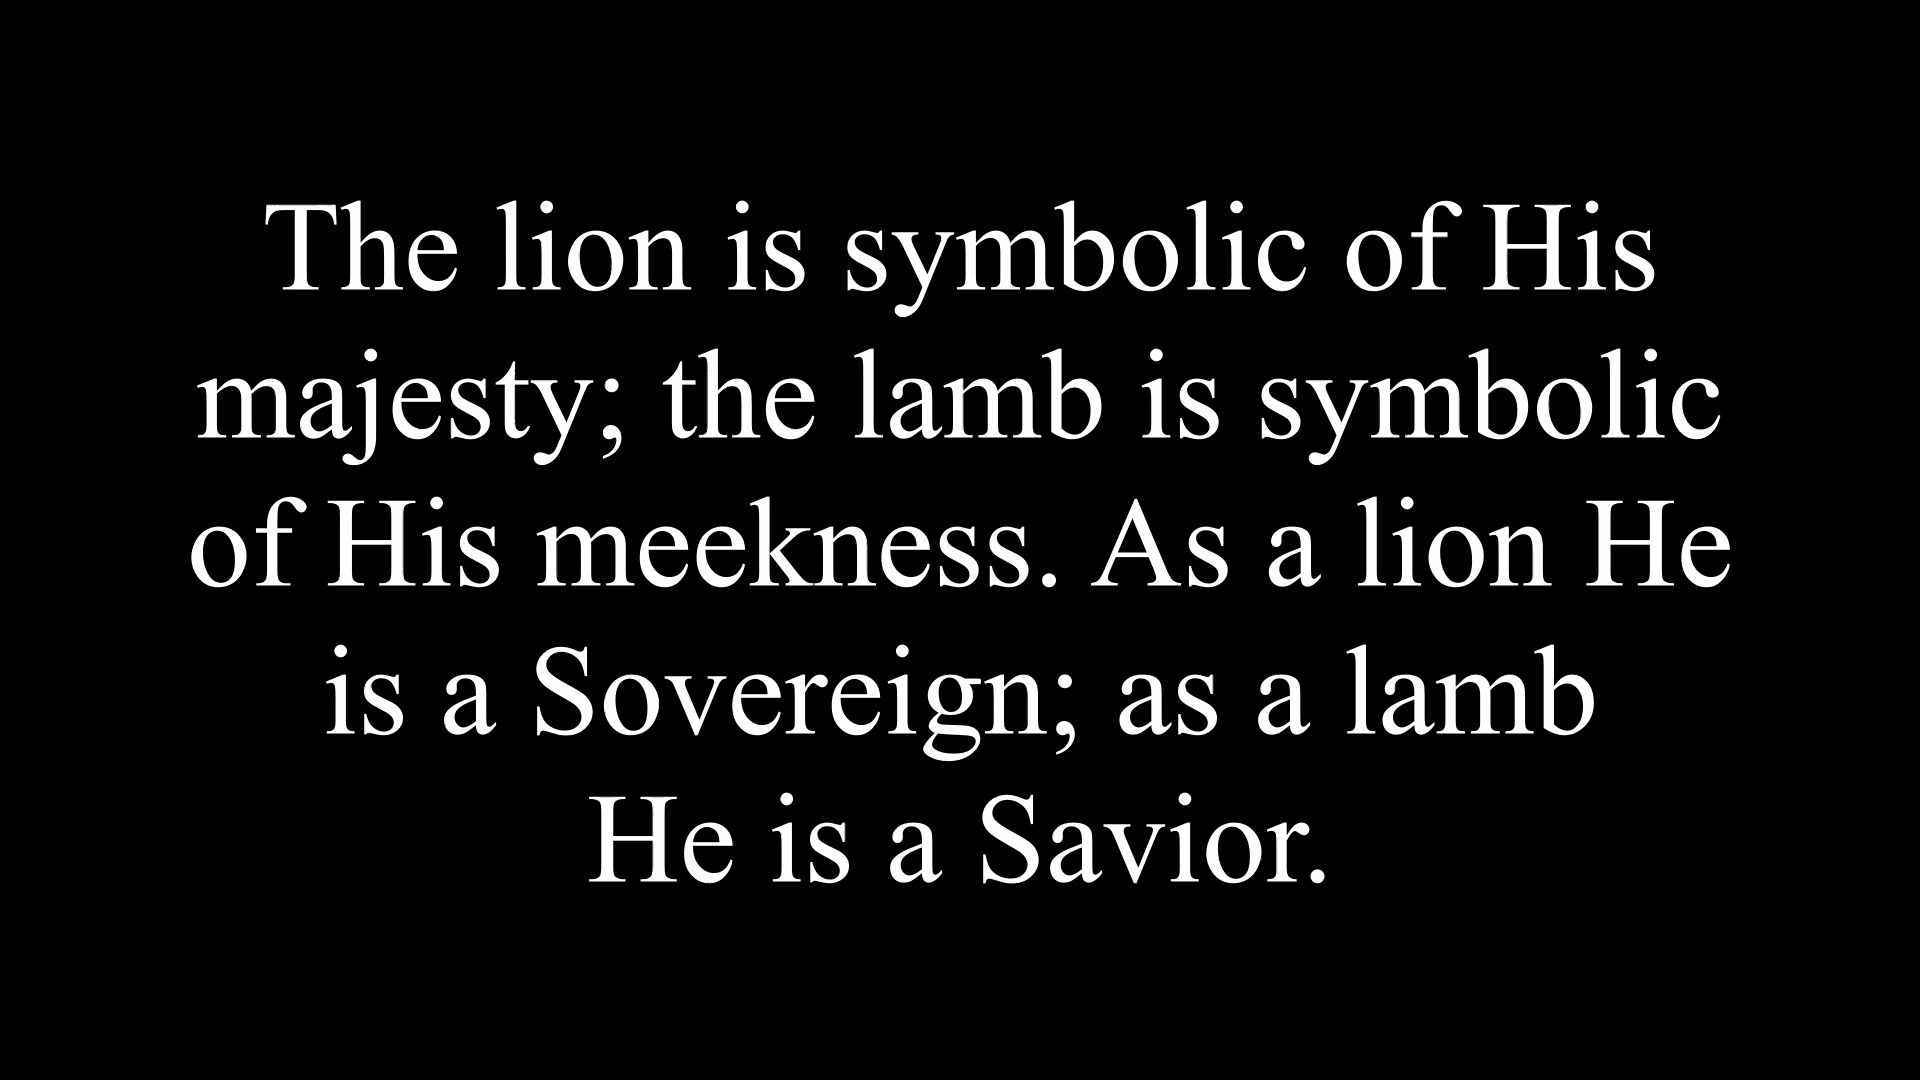 The lion is symbolic of His
majesty; the lamb is symbolic
of His meekness. As a lion He
is a Sovereign; as a lamb
He is a Savior.